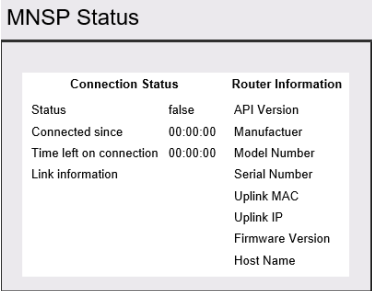 MNSP Status
Connection Status Router Information
Status false API Version
Connected since 00:00:00 Manufactuer
Time left on connection 00:00:00 Model Number
Link information Serial Number
Uplink MAC
Uplink IP
Firmware Version
Host Name